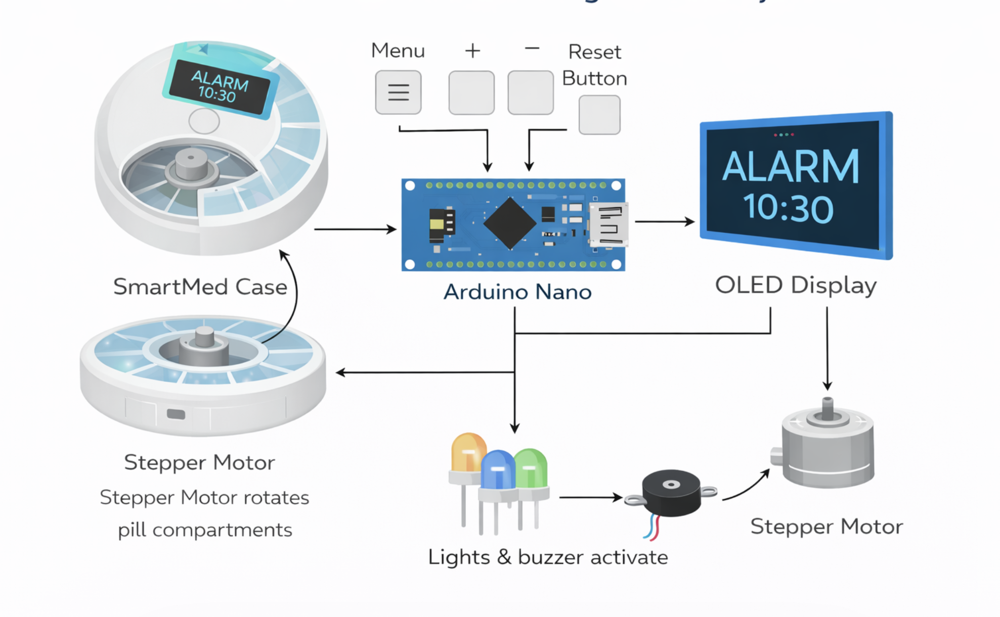 Menu
+
−
Reset
Button
ALARM
10:30
ALARM
10:30
SmartMed Case
Arduino Nano
OLED Display
Stepper Motor
Stepper Motor rotates
pill compartments
Lights & buzzer activate
Stepper Motor